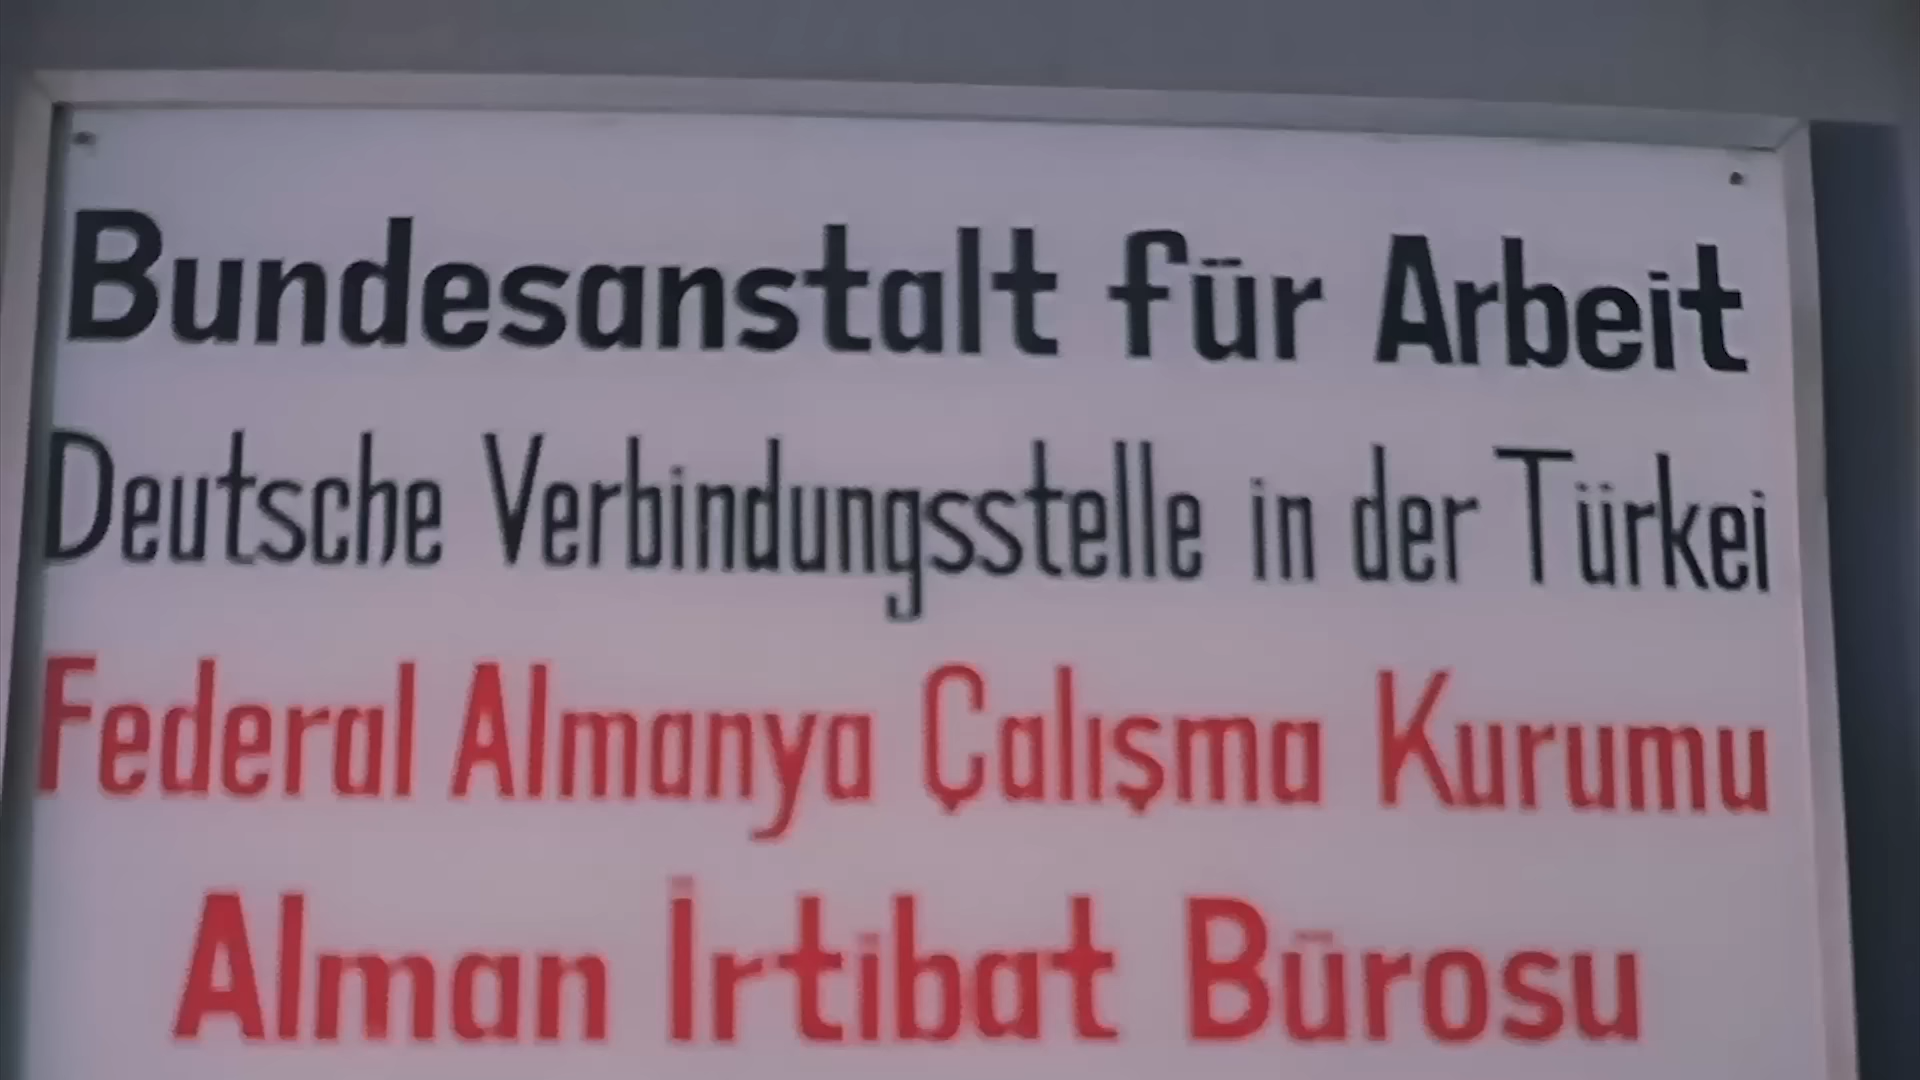 Bundesanstalt für Arbeit
Deutsche Verbindungsstelle in der Türkei
Federal Almanya Çalışma Kurumu
Alman İrtibat Bürosu